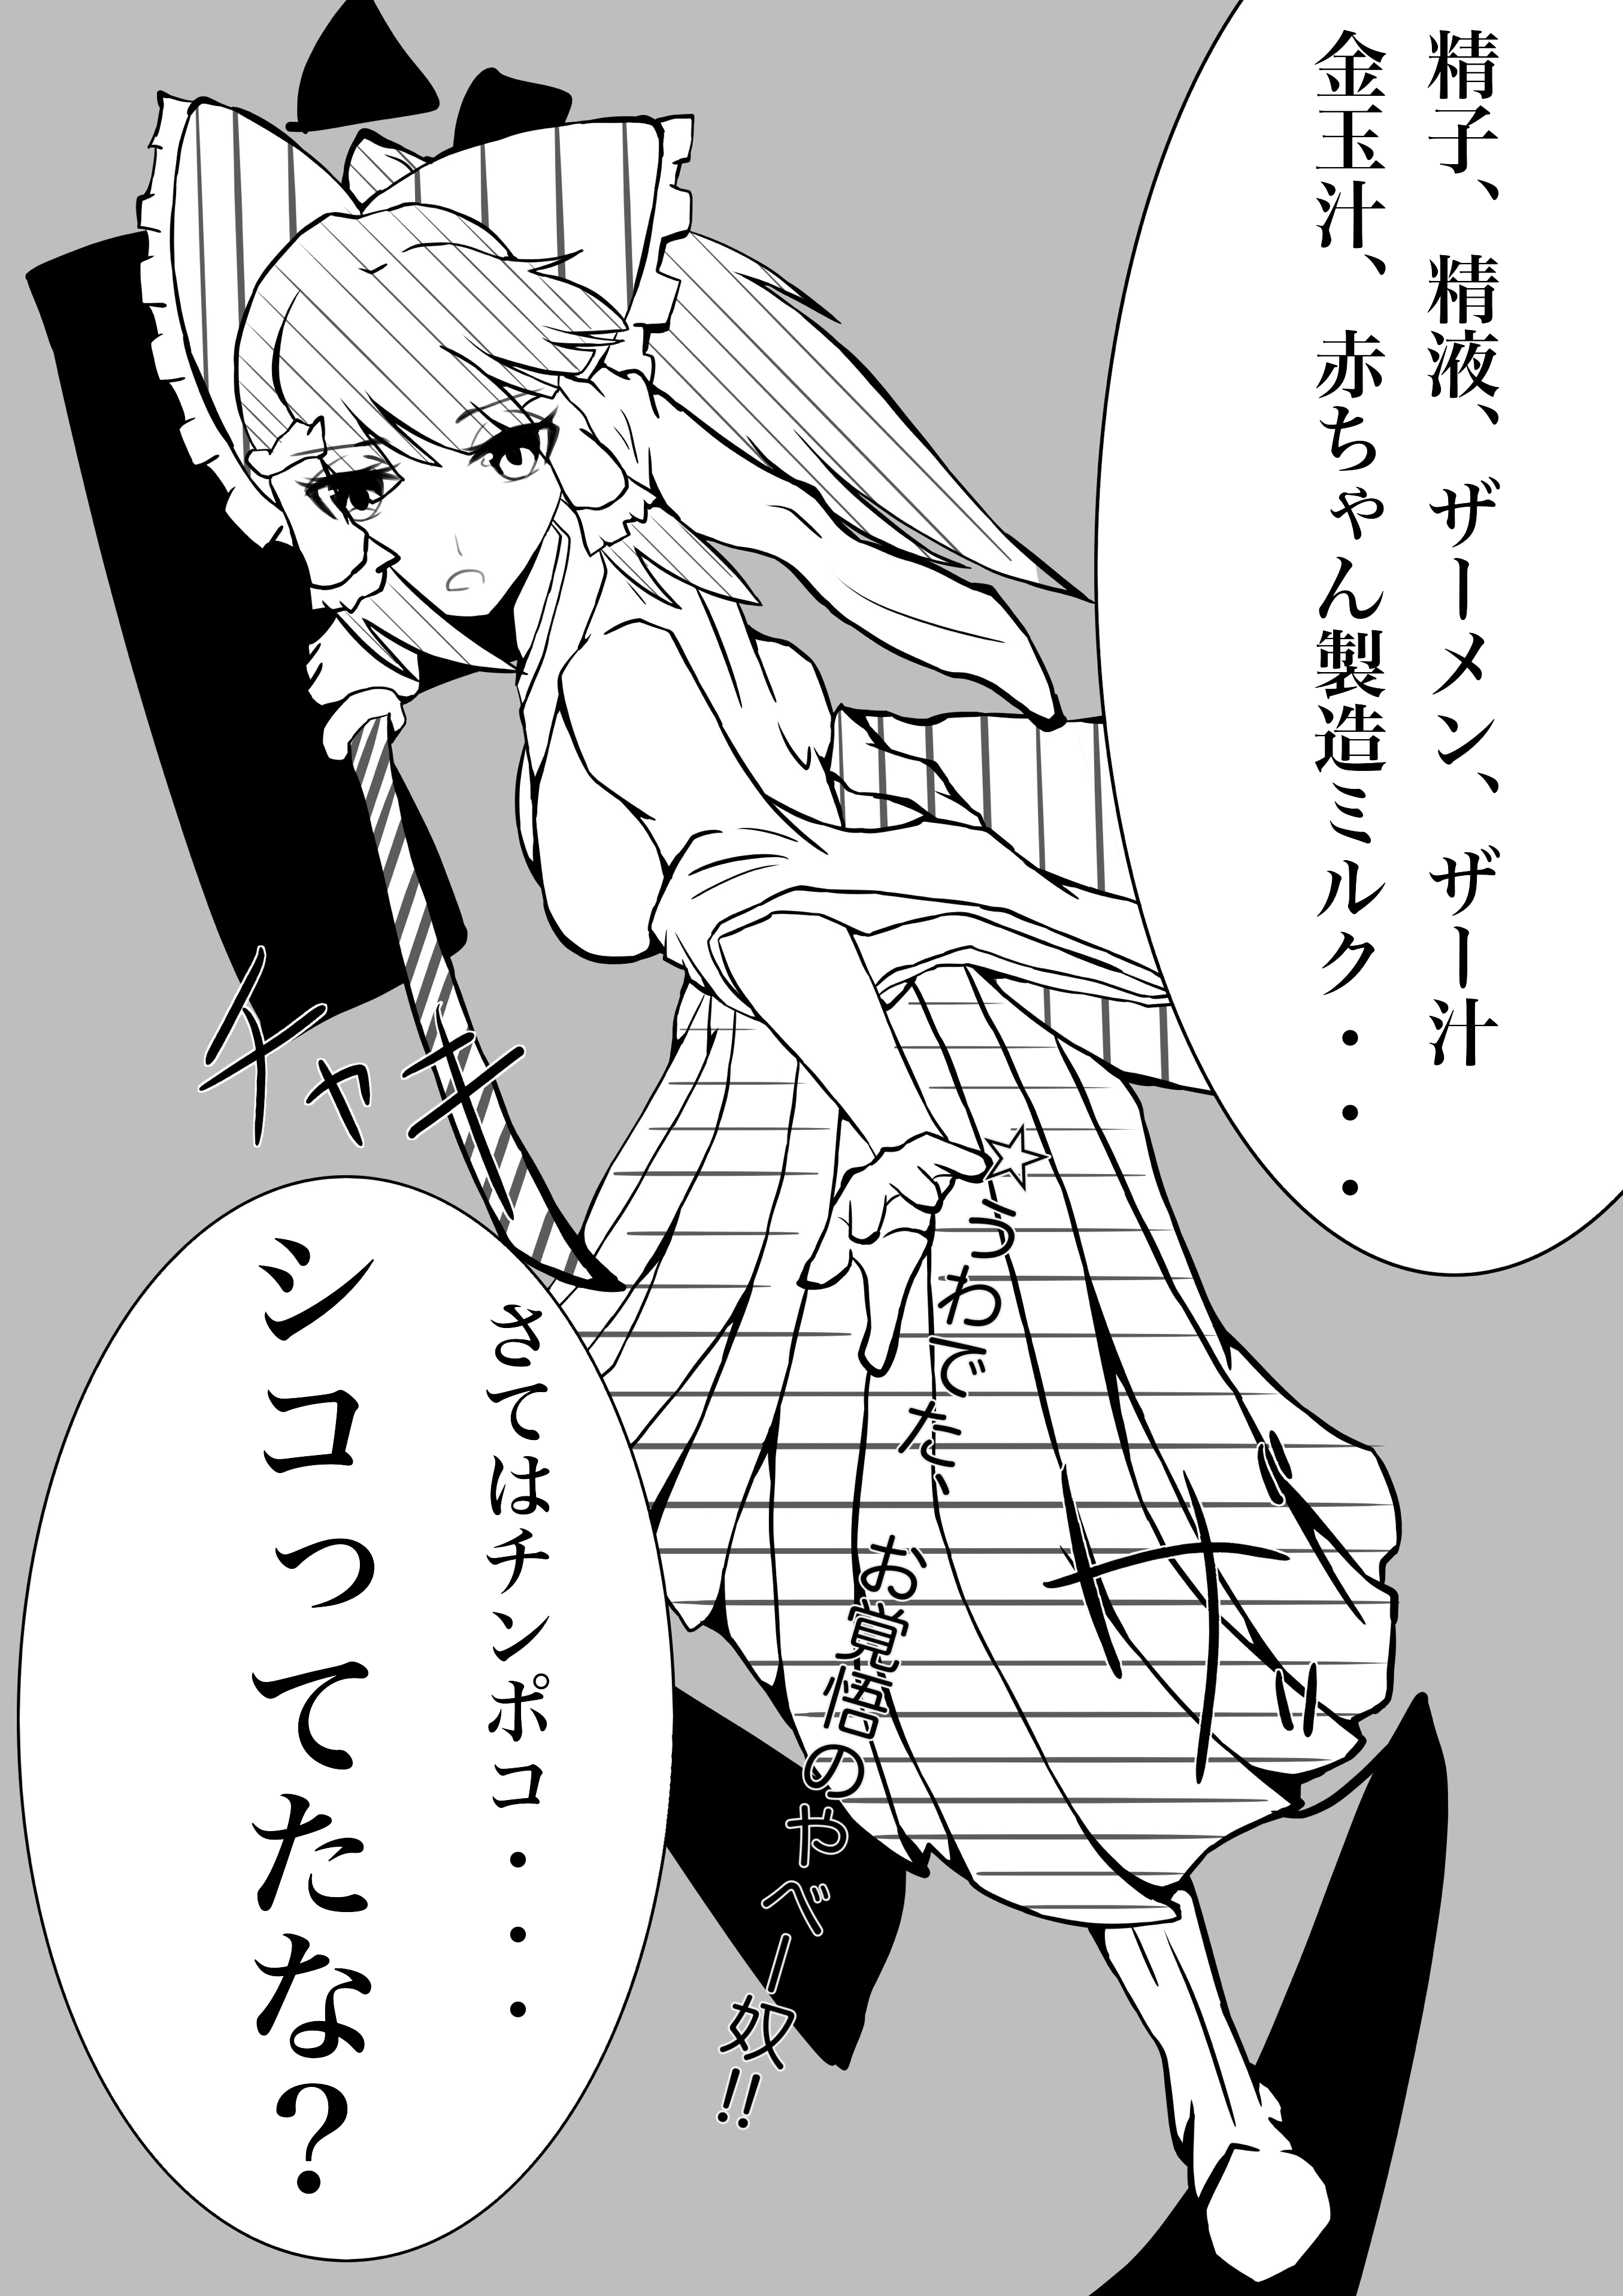 精子、精液、ザーメン、ザー汁
金玉汁、赤ちゃん製造ミルク・・・
チャキ
☆うわでた、お覚悟のやべー奴!!
さてはチンポコ・・・
シコってたな?